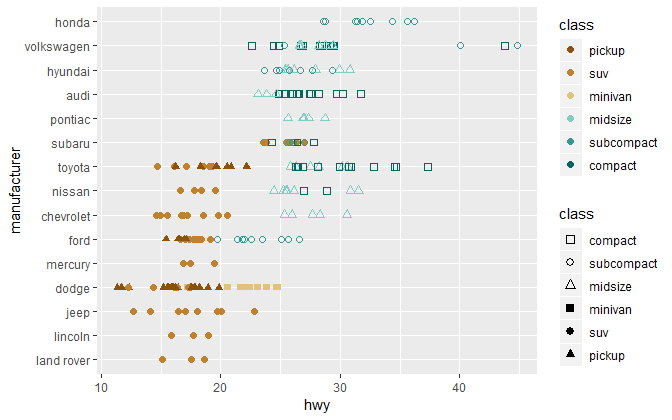 manufacturer
honda
volkswagen
hyundai
audi
pontiac
subaru
toyota
nissan
chevrolet
ford
mercury
dodge
jeep
lincoln
land rover
10
20
30
40
hwy
class
pickup
suv
minivan
midsize
subcompact
compact
class
compact
subcompact
midsize
minivan
suv
pickup